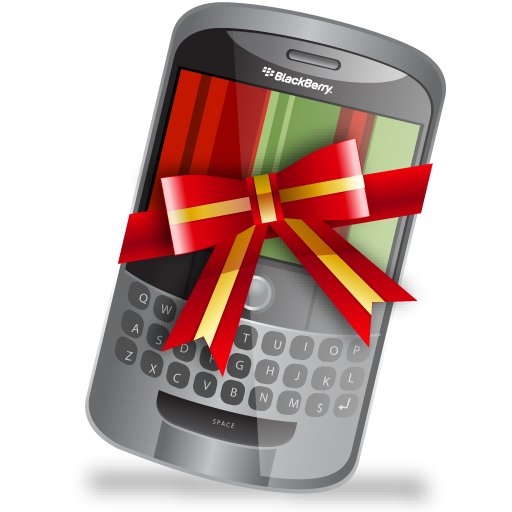 BlackBerry
Q W T U I O P
A S D F G H J K L
Z X C V B N M $
SPACE